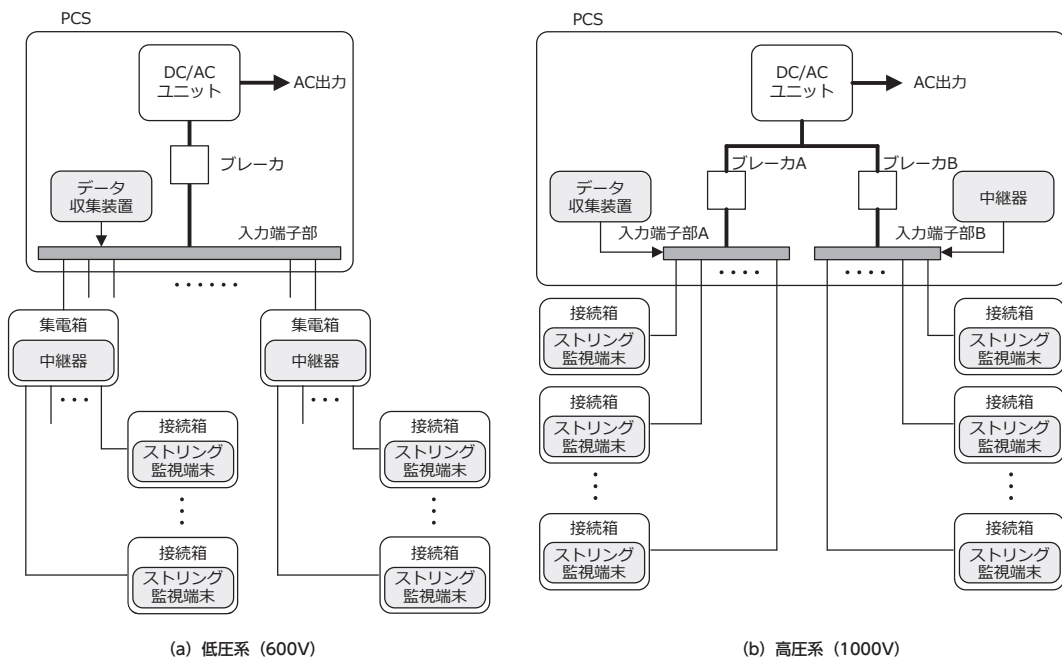 PCS
DC/AC
ユニット
AC出力
ブレーカ
データ
収集装置
入力端子部
集電箱
中継器
集電箱
中継器
接続箱
ストリング
監視端末
接続箱
ストリング
監視端末
接続箱
ストリング
監視端末
接続箱
ストリング
監視端末
(a) 低圧系（600V）
PCS
DC/AC
ユニット
AC出力
ブレーカA
ブレーカB
データ
収集装置
中継器
入力端子部A
入力端子部B
接続箱
ストリング
監視端末
接続箱
ストリング
監視端末
接続箱
ストリング
監視端末
接続箱
ストリング
監視端末
接続箱
ストリング
監視端末
接続箱
ストリング
監視端末
(b) 高圧系（1000V）